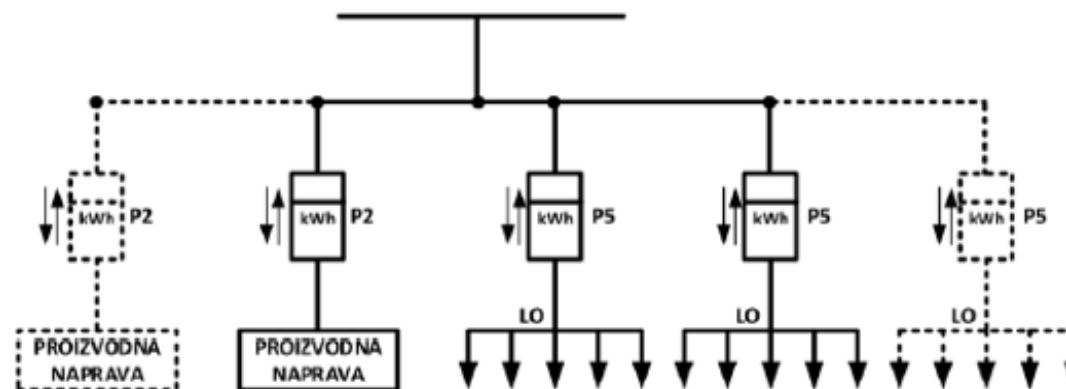 kWh P2
kWh P2
kWh P5
kWh P5
kWh P5
LO
LO
LO
PROIZVODNA
NAPRAVA
PROIZVODNA
NAPRAVA